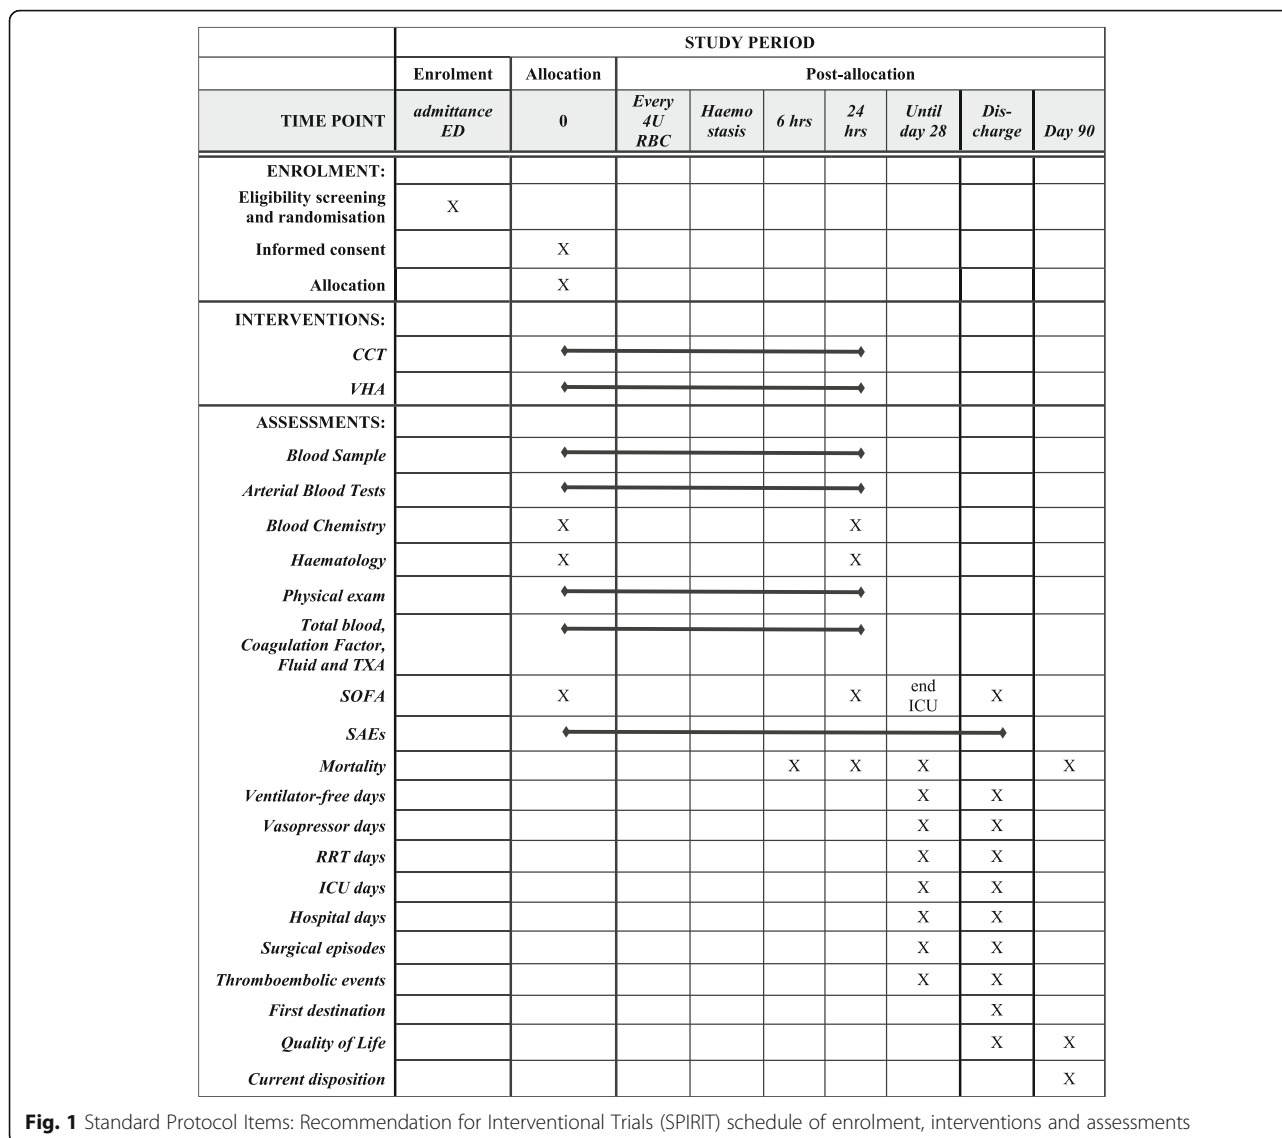 STUDY PERIOD
Enrolment Allocation Post-allocation
TIME POINT admittance ED 0 Every 4U RBC Haemo stasis 6 hrs 24 hrs Until day 28 Dis- charge Day 90
ENROLMENT:
Eligibility screening
and randomisation X
Informed consent X
Allocation X
INTERVENTIONS:
CCT
VHA
ASSESSMENTS:
Blood Sample
Arterial Blood Tests
Blood Chemistry X X
Haematology X X
Physical exam
Total blood,
Coagulation Factor,
Fluid and TXA
SOFA X X end ICU X
SAEs
Mortality X X X X
Ventilator-free days X X
Vasopressor days X X
RRT days X X
ICU days X X
Hospital days X X
Surgical episodes X X
Thromboembolic events X X
First destination X
Quality of Life X X
Current disposition X
Fig. 1 Standard Protocol Items: Recommendation for Interventional Trials (SPIRIT) schedule of enrolment, interventions and assessments